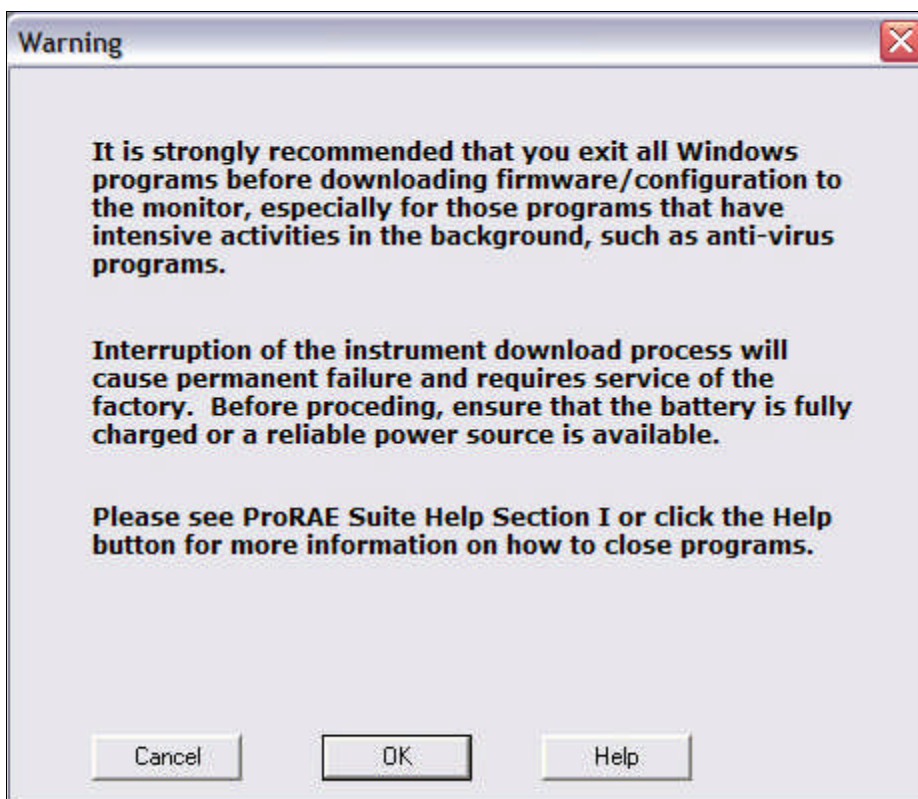 Warning
It is strongly recommended that you exit all Windows
programs before downloading firmware/configuration to
the monitor, especially for those programs that have
intensive activities in the background, such as anti-virus
programs.
Interruption of the instrument download process will
cause permanent failure and requires service of the
factory.  Before proceding, ensure that the battery is fully
charged or a reliable power source is available.
Please see ProRAE Suite Help Section I or click the Help
button for more information on how to close programs.
Cancel OK Help